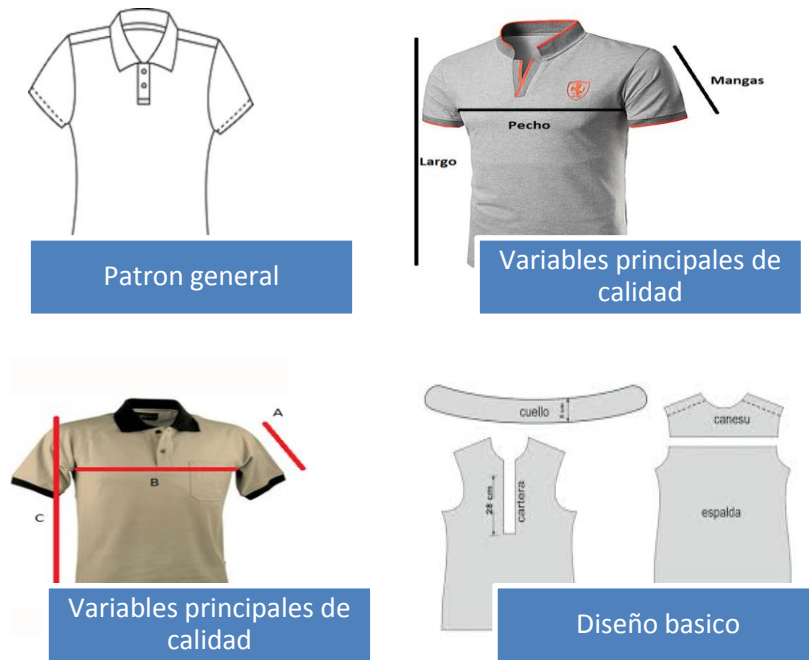 Patron general
Mangas
Pecho
Largo
Variables principales de
calidad
A
B
C
Variables principales de
calidad
cuello
canesu
28 cm
cartera
espalda
Diseño basico